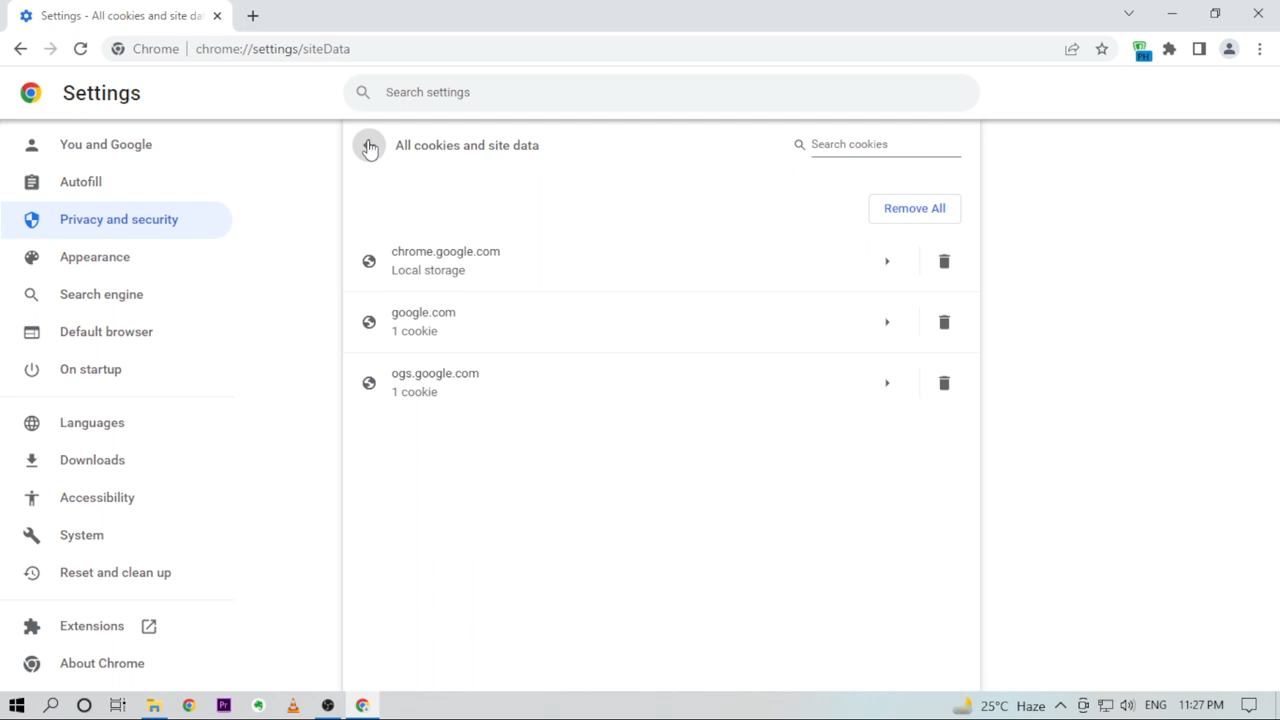 Settings - All cookies and site da
Chrome
chrome://settings/siteData
PH
Settings
Search settings
You and Google
Autofill
Privacy and security
Appearance
Search engine
Default browser
On startup
Languages
Downloads
Accessibility
System
Reset and clean up
Extensions
About Chrome
All cookies and site data
Search cookies
Remove All
chrome.google.com
Local storage
google.com
1 cookie
ogs.google.com
1 cookie
Pr
25°C Haze
ENG
11:27 PM